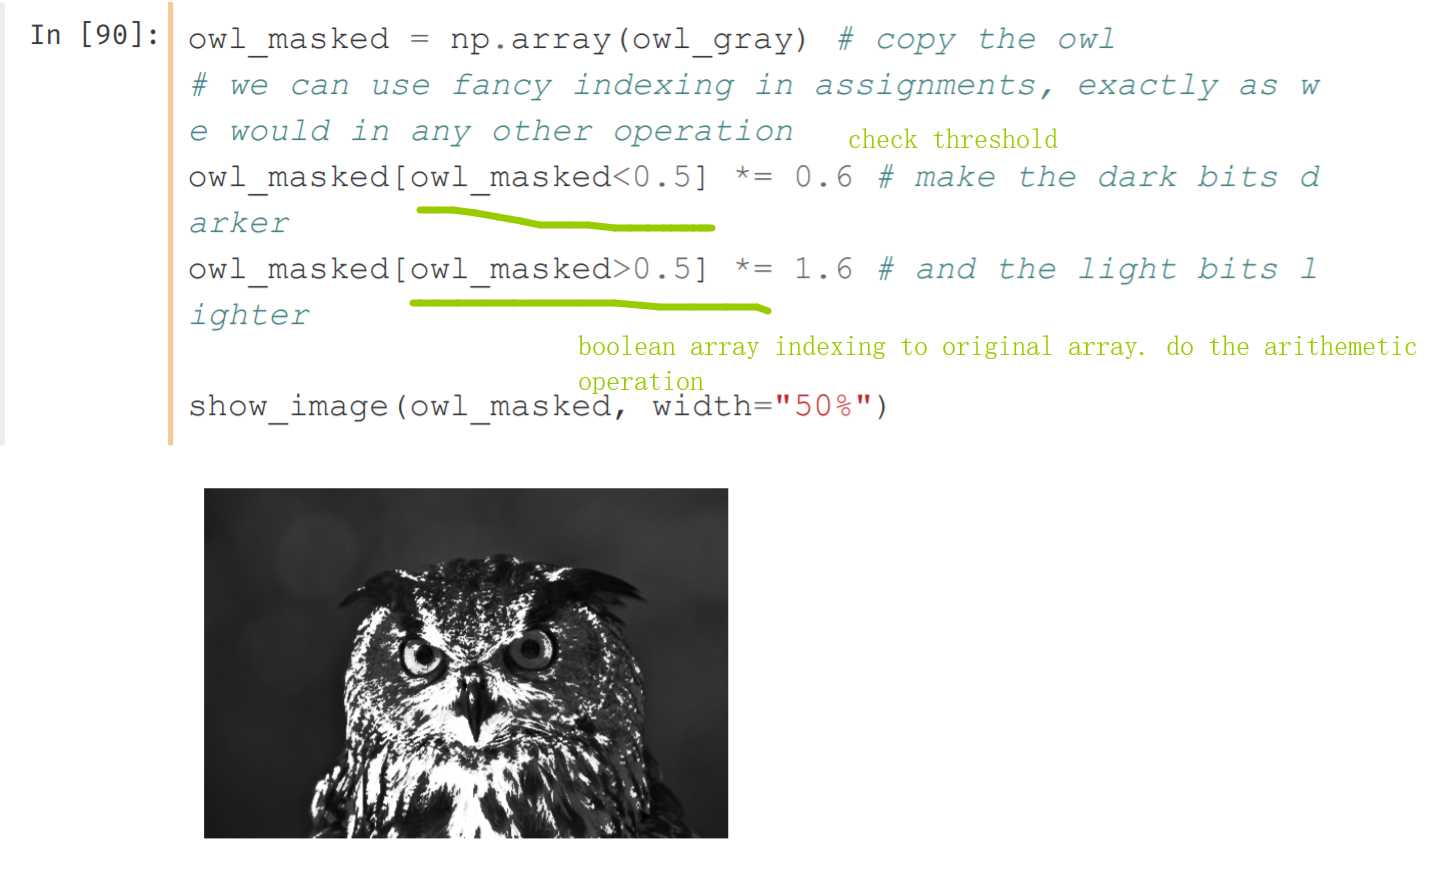 In [90]: owl_masked = np.array(owl_gray) # copy the owl
# we can use fancy indexing in assignments, exactly as w
e would in any other operation
check threshold
owl_masked[owl_masked<0.5] *= 0.6 # make the dark bits d
arker
owl_masked[owl_masked>0.5] *= 1.6 # and the light bits l
ighter
boolean array indexing to original array. do the arithemetic
operation
show_image(owl_masked, width="50%")